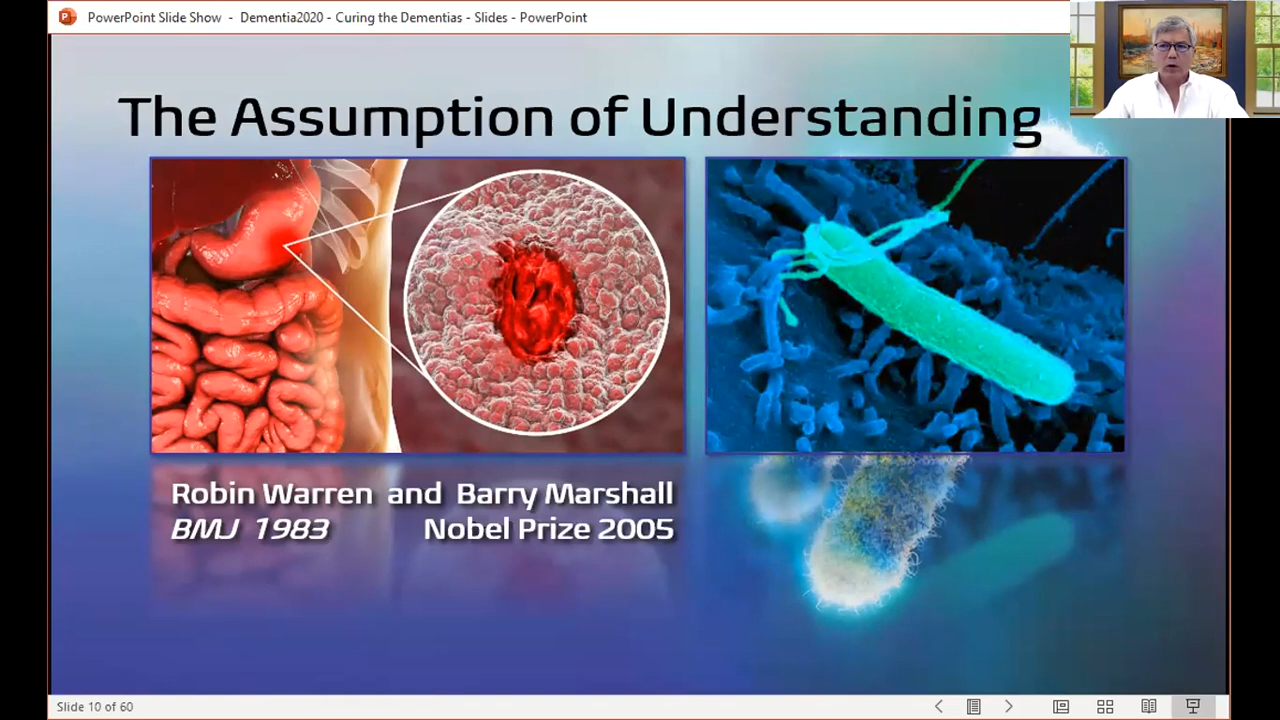 PowerPoint Slide Show - Dementia2020 - Curing the Dementias - Slides - PowerPoint
The Assumption of Understanding
Robin Warren and Barry Marshall
BMJ 1983 Nobel Prize 2005
Slide 10 of 60